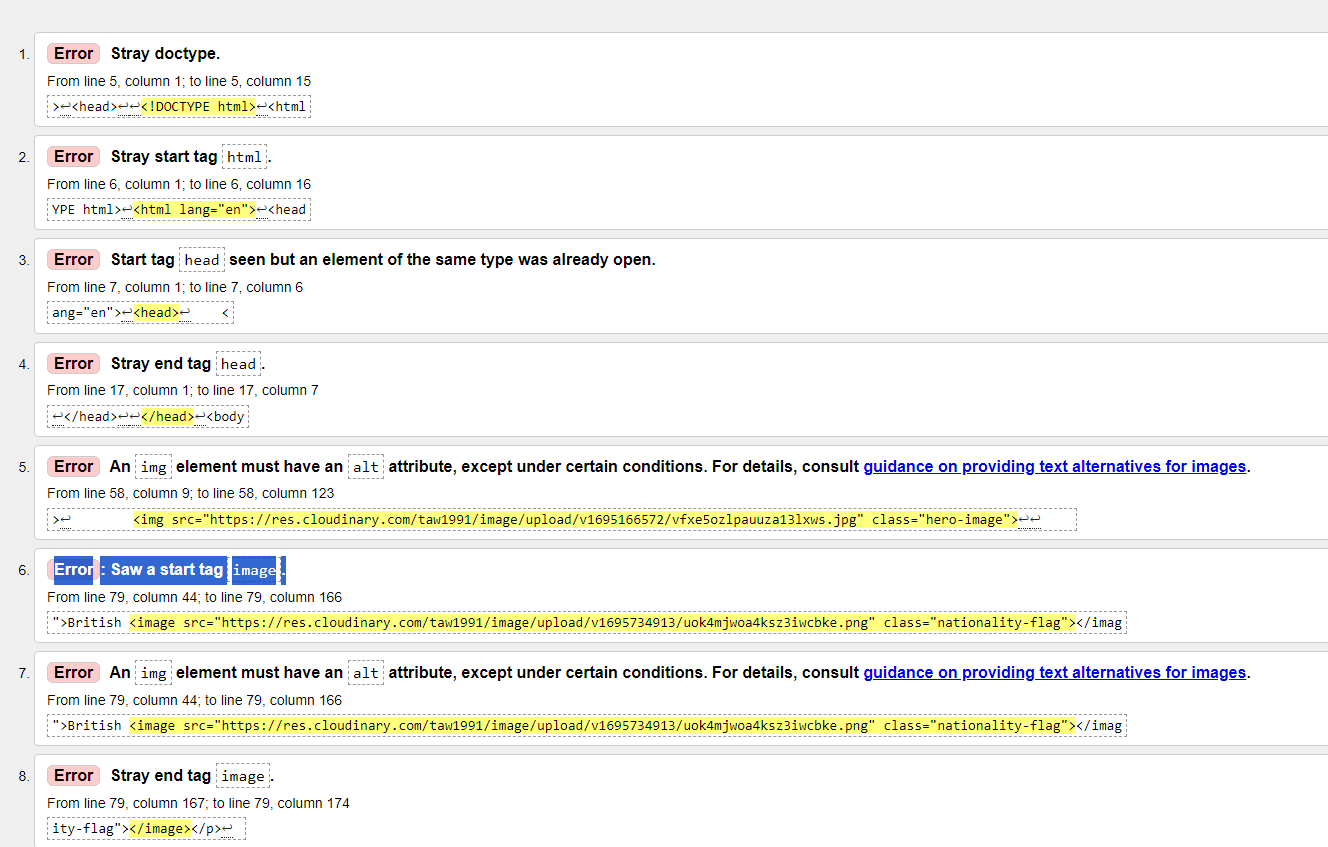 1. Error Stray doctype.
From line 5, column 1; to line 5, column 15
>↩<head>↩↩<!DOCTYPE html>↩<html
2. Error Stray start tag html.
From line 6, column 1; to line 6, column 16
YPE html>↩<html lang="en">↩<head
3. Error Start tag head seen but an element of the same type was already open.
From line 7, column 1; to line 7, column 6
ang="en">↩<head>↩    <
4. Error Stray end tag head.
From line 17, column 1; to line 17, column 7
↩</head>↩↩</head>↩<body
5. Error An img element must have an alt attribute, except under certain conditions. For details, consult guidance on providing text alternatives for images.
From line 58, column 9; to line 58, column 123
>↩        <img src="https://res.cloudinary.com/taw1991/image/upload/v1695166572/vfxe5ozlpauuza13lxws.jpg" class="hero-image">↩↩
6. Error: Saw a start tag image.
From line 79, column 44; to line 79, column 166
">British <image src="https://res.cloudinary.com/taw1991/image/upload/v1695734913/uok4mjwoa4ksz3iwcbke.png" class="nationality-flag"></imag
7. Error An img element must have an alt attribute, except under certain conditions. For details, consult guidance on providing text alternatives for images.
From line 79, column 44; to line 79, column 166
">British <image src="https://res.cloudinary.com/taw1991/image/upload/v1695734913/uok4mjwoa4ksz3iwcbke.png" class="nationality-flag"></imag
8. Error Stray end tag image.
From line 79, column 167; to line 79, column 174
ity-flag"></image></p>↩